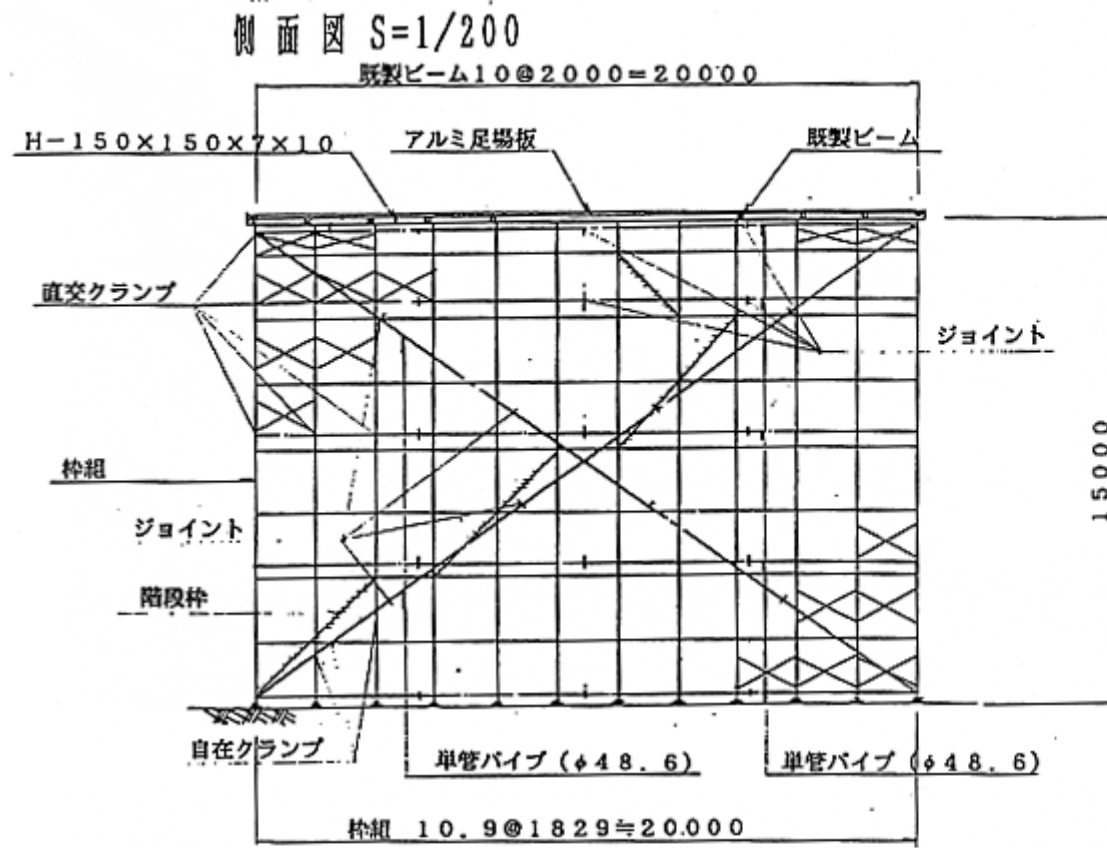 側面図 S=1/200
既製ビーム10@2000=20000
H-150×150×7×10
アルミ足場板
既製ビーム
直交クランプ
ジョイント
枠組
15000
ジョイント
階段枠
自在クランプ
単管パイプ(φ48.6)
単管パイプ(φ48.6)
枠組 10.9@1829≒20.000